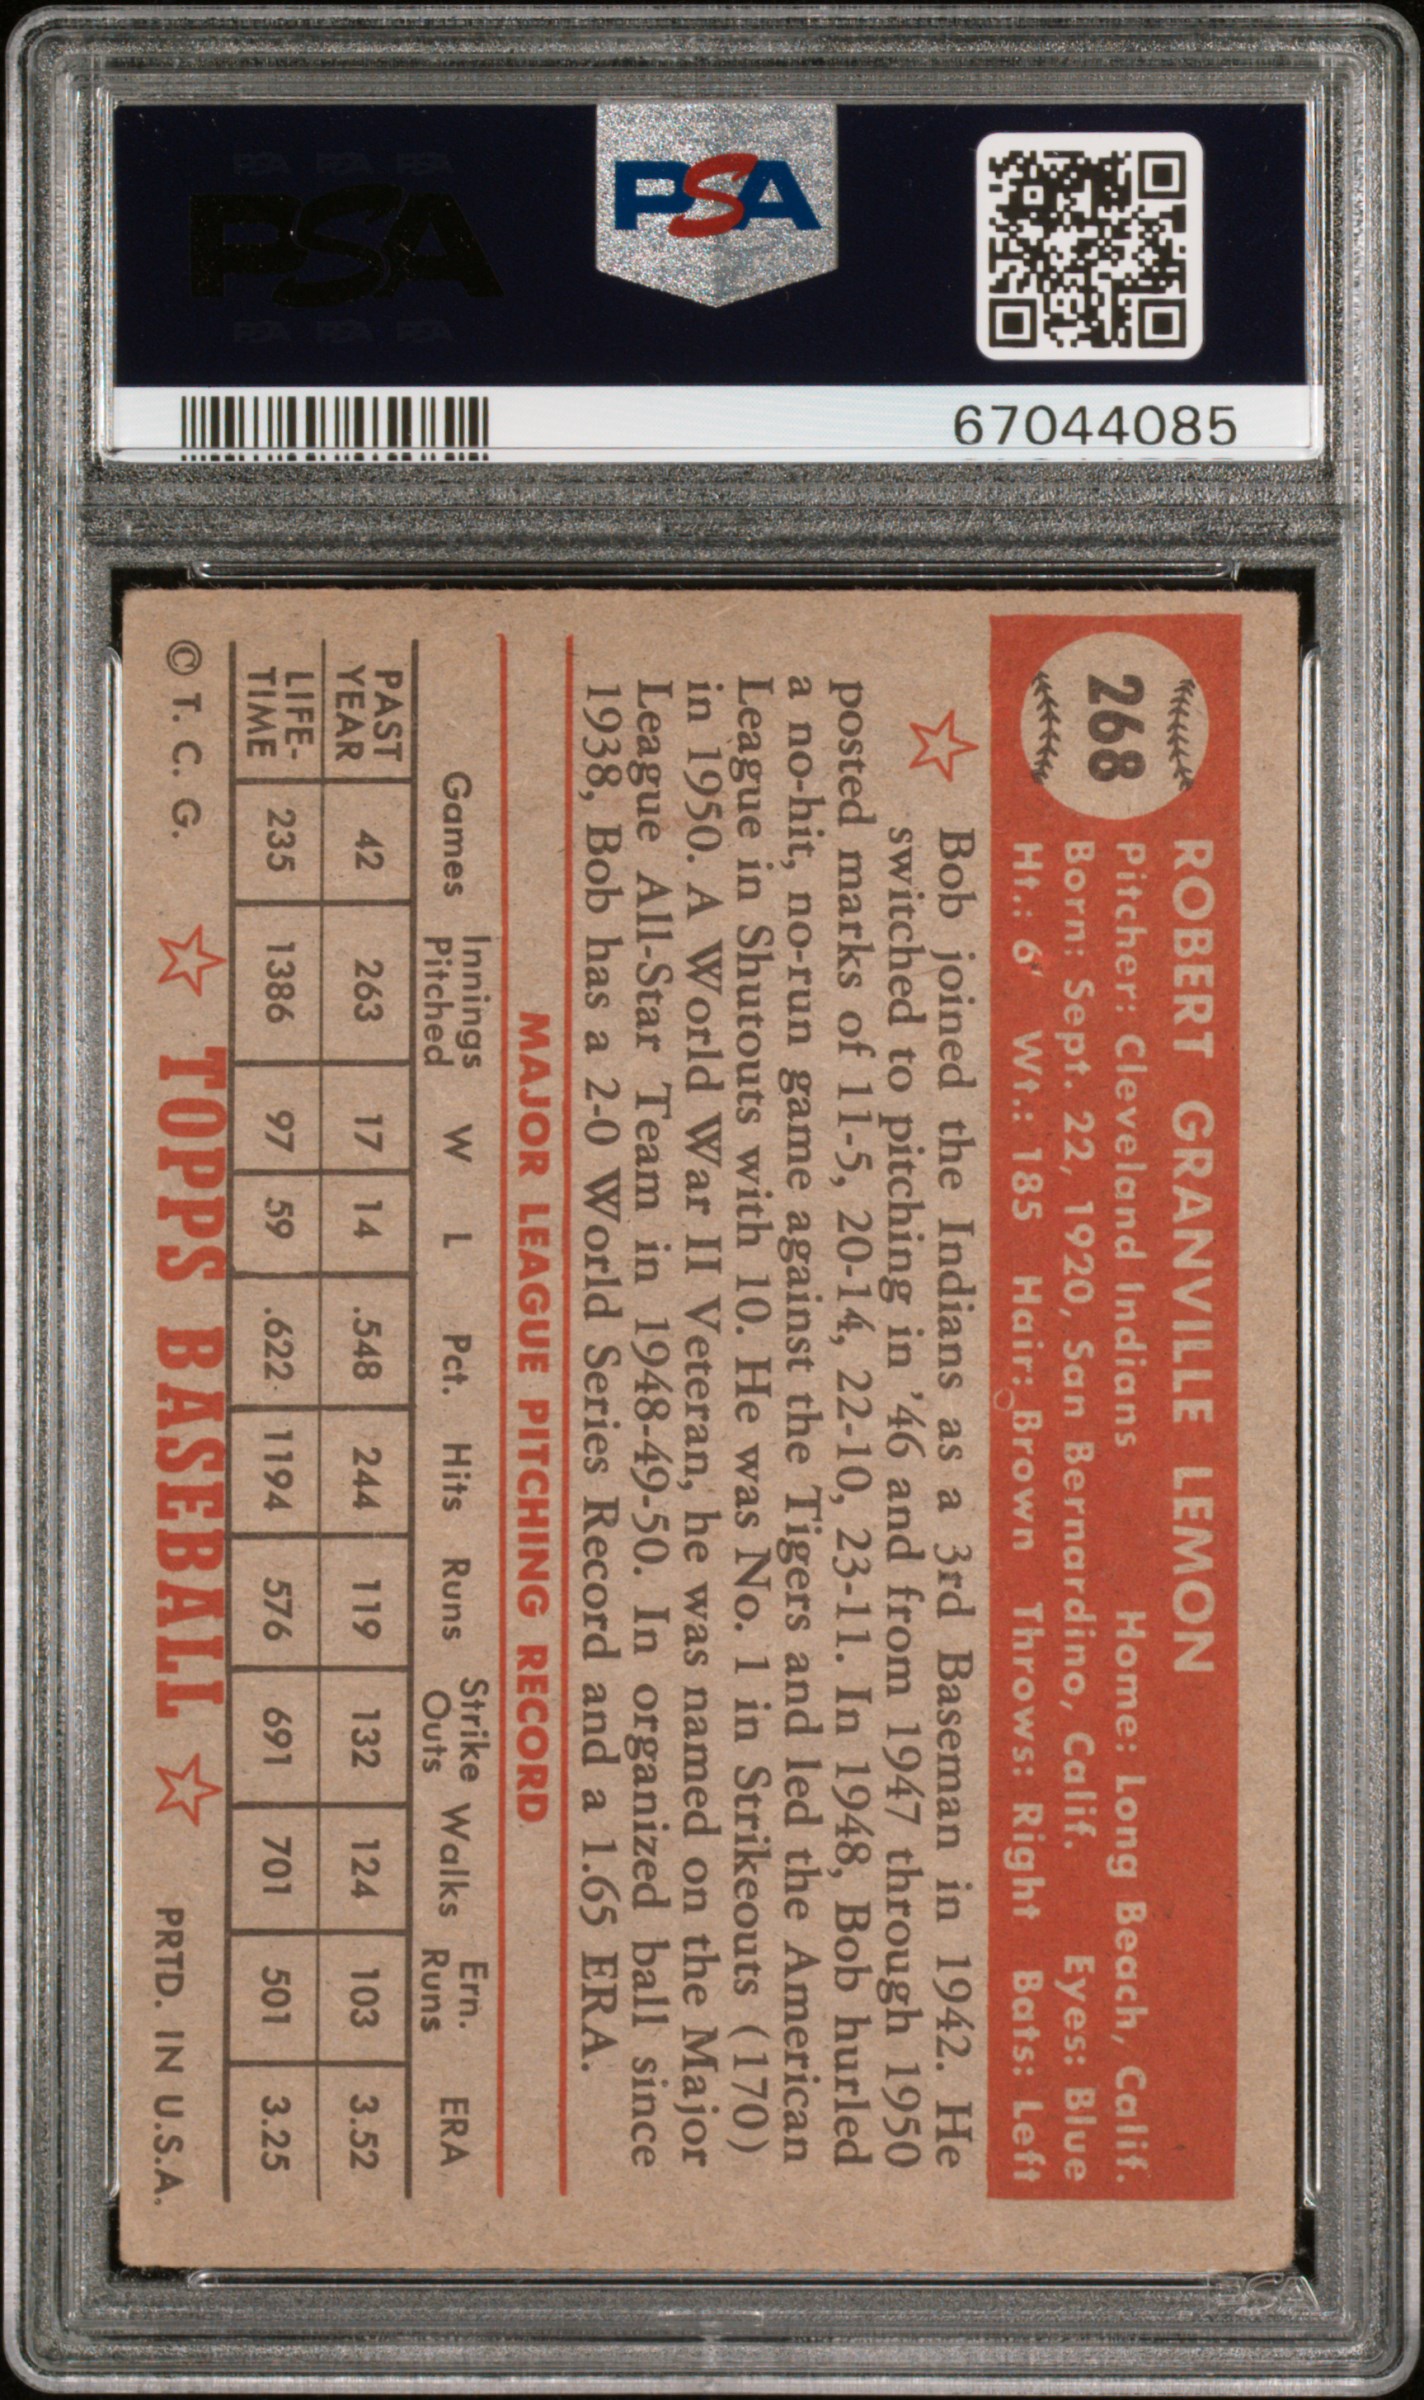 PSA
PSA
67044085
268
ROBERT GRANVILLE LEMON
Pitcher: Cleveland Indians Home: Long Beach, Calif.
Born: Sept. 22, 1920, San Bernardino, Calif. Eyes: Blue
Ht.: 6' Wt.: 185 Hair: Brown Throws: Right Bats: Left
Bob joined the Indians as a 3rd Baseman in 1942. He
switched to pitching in '46 and from 1947 through 1950
posted marks of 11-5, 20-14, 22-10, 23-11. In 1948, Bob hurled
a no-hit, no-run game against the Tigers and led the American
League in Shutouts with 10. He was No. 1 in Strikeouts (170)
in 1950. A World War II Veteran, he was named on the Major
League All-Star Team in 1948-49-50. In organized ball since
1938, Bob has a 2-0 World Series Record and a 1.65 ERA.
MAJOR LEAGUE PITCHING RECORD
Games Innings Pitched W L Pct. Hits Runs Strike Outs Walks Ern. Runs ERA
PAST YEAR 42 263 17 14 .548 244 119 132 124 103 3.52
LIFE-TIME 235 1386 97 59 .622 1194 576 691 701 501 3.25
© T. C. G. TOPPS BASEBALL PRTD. IN U.S.A.
PSA